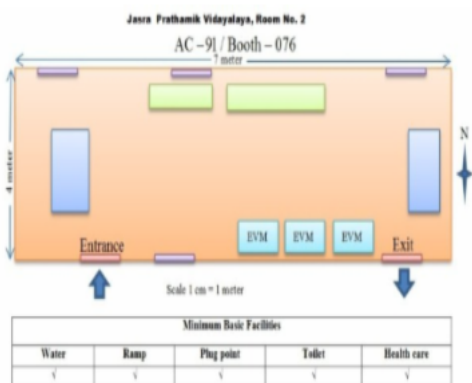 Jasra Prathamik Vidyalaya, Room No. 2
AC – 91 / Booth – 076
7 meter
4 meter
N
EVM EVM EVM
Entrance
Exit
Scale 1 cm = 1 meter
Minimum Basic Facilities
Water Ramp Plug point Toilet Health care
√ √ √ √ √